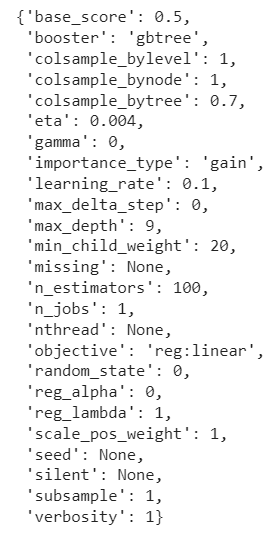 {'base_score': 0.5,
'booster': 'gbtree',
'colsample_bylevel': 1,
'colsample_bynode': 1,
'colsample_bytree': 0.7,
'eta': 0.004,
'gamma': 0,
'importance_type': 'gain',
'learning_rate': 0.1,
'max_delta_step': 0,
'max_depth': 9,
'min_child_weight': 20,
'missing': None,
'n_estimators': 100,
'n_jobs': 1,
'nthread': None,
'objective': 'reg:linear',
'random_state': 0,
'reg_alpha': 0,
'reg_lambda': 1,
'scale_pos_weight': 1,
'seed': None,
'silent': None,
'subsample': 1,
'verbosity': 1}